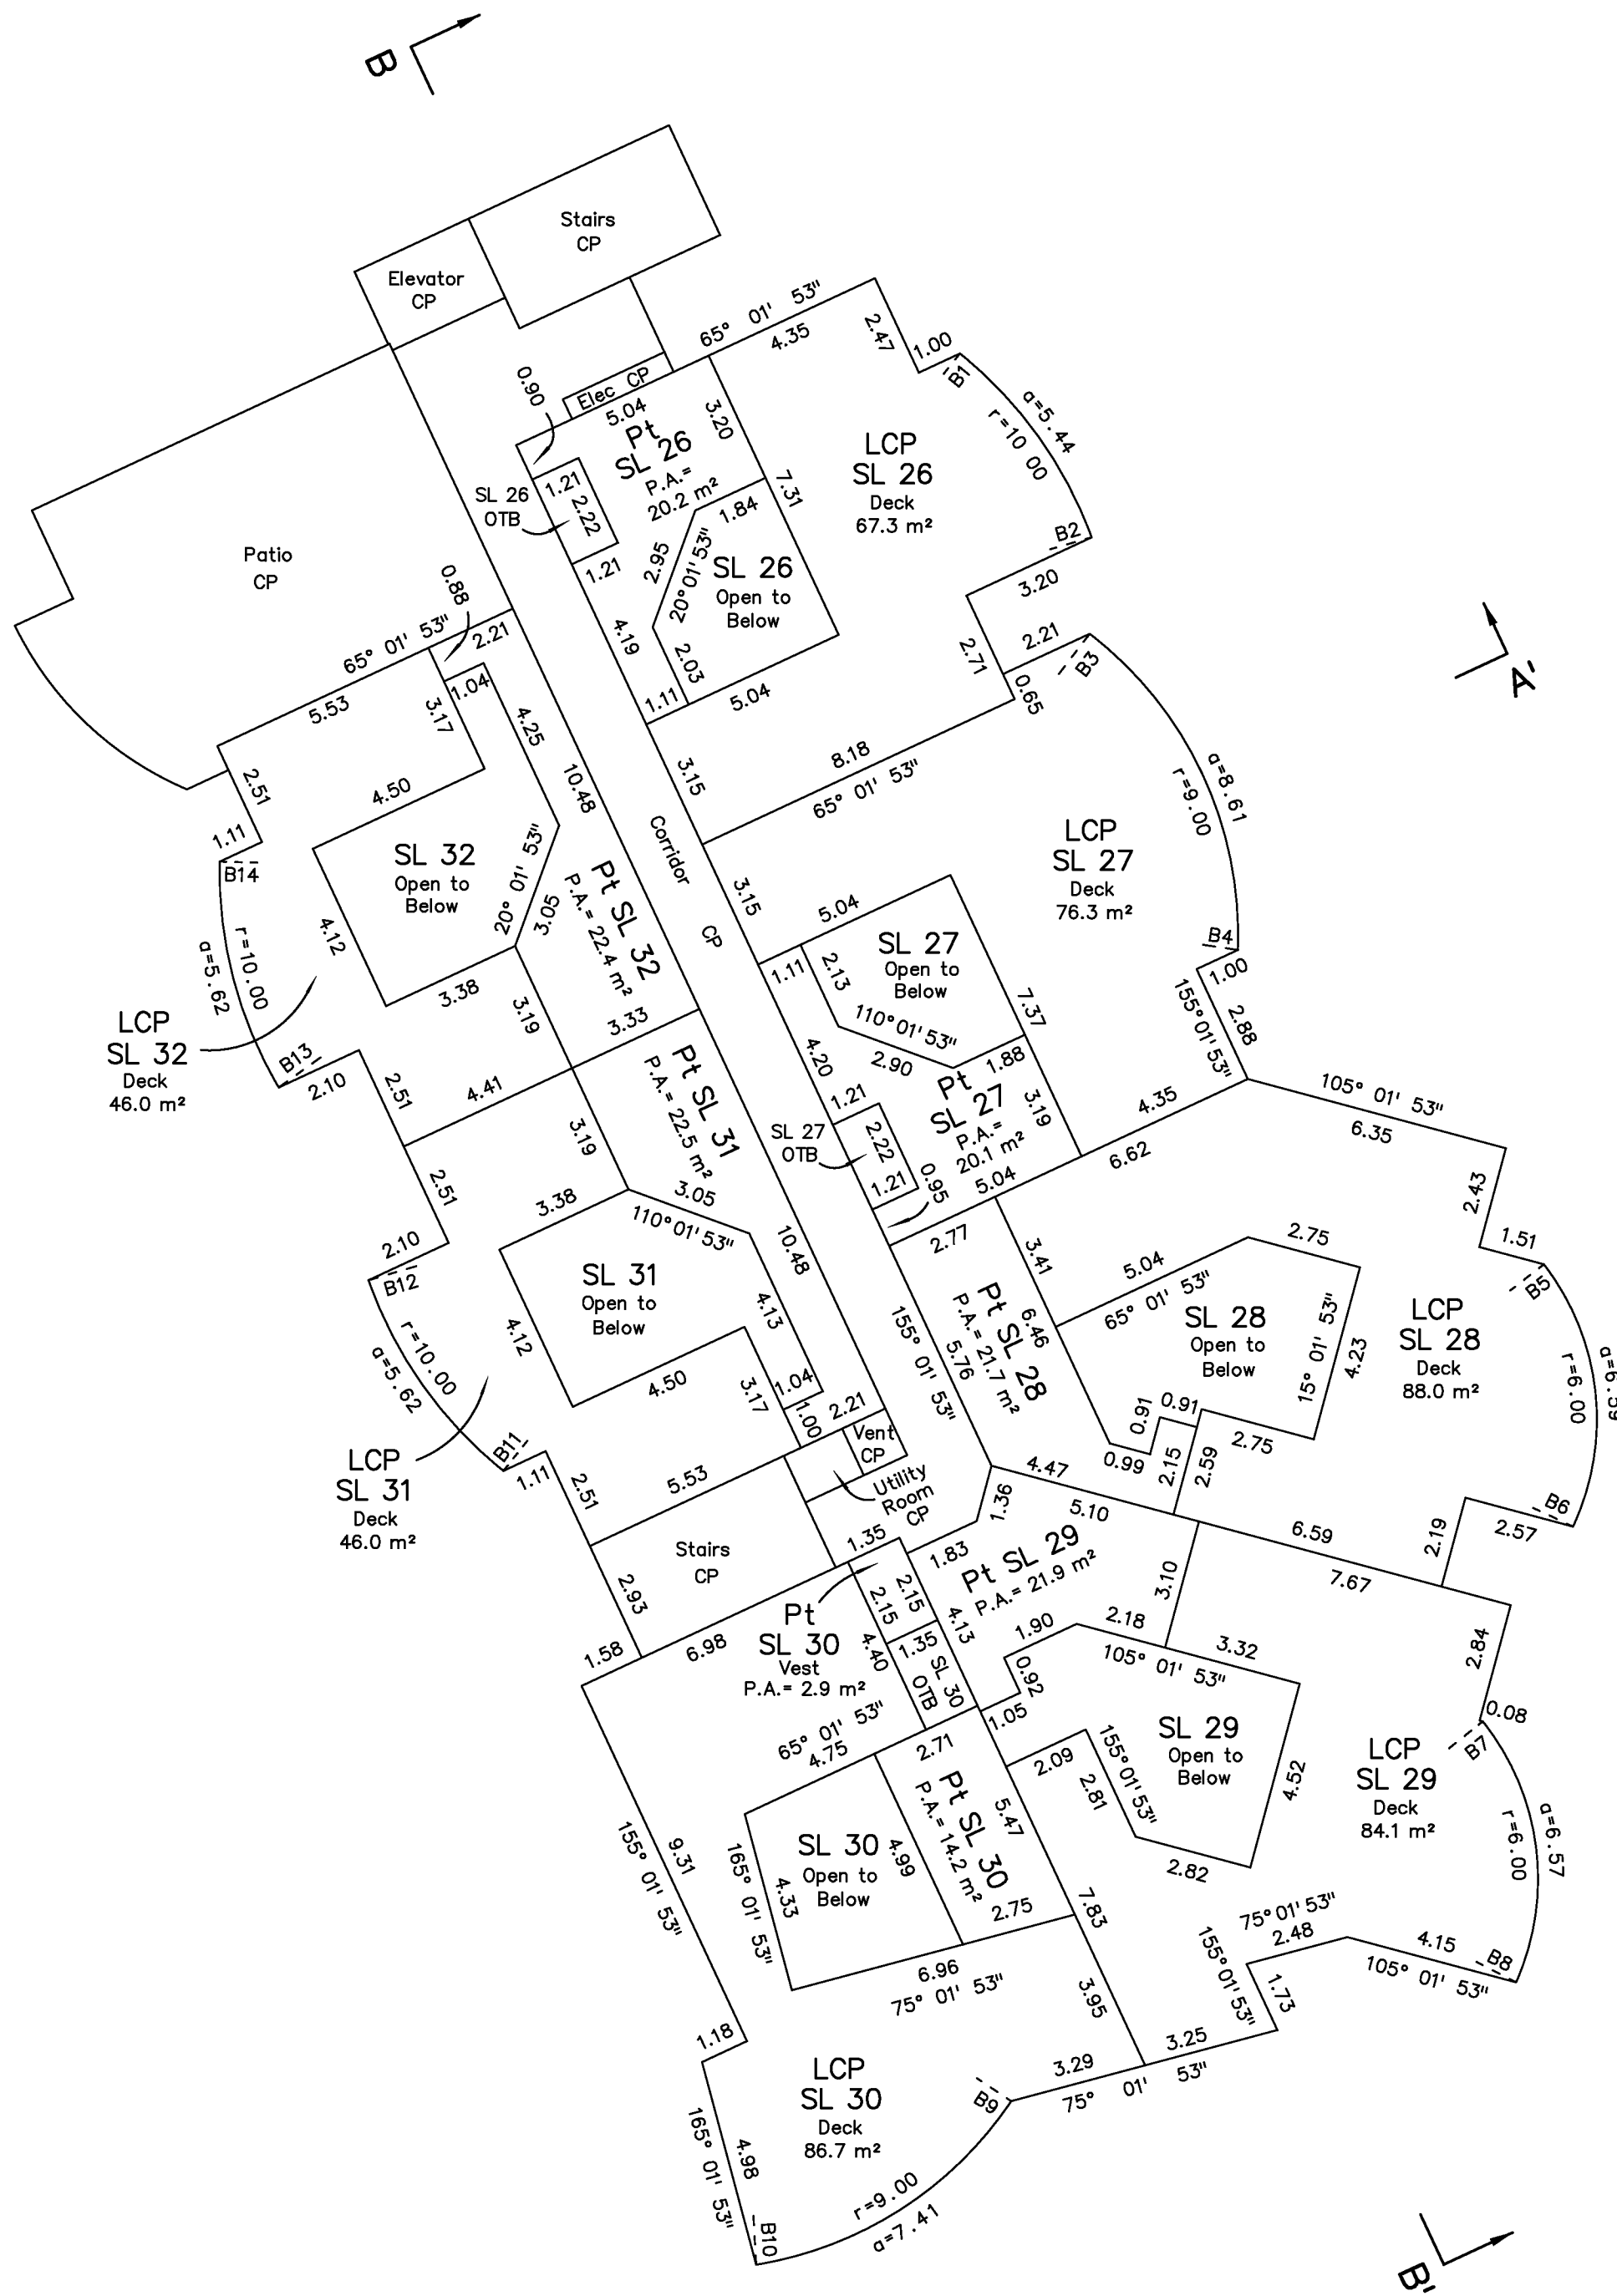 B
Stairs
CP
Elevator
CP
65° 01' 53"
4.35
2.47
1.00
B1
a=5.44
r=10 00
0.90
Elec CP
5.04
3.20
Pt
SL 26
P.A.=
20.2 m²
LCP
SL 26
Deck
67.3 m²
SL 26
OTB
1.21
2.22
1.21
7.31
1.84
2.95
20°01'53"
SL 26
Open to
Below
B2
3.20
Patio
CP
0.88
2.21
65° 01' 53"
4.19
2.03
1.11
5.04
2.71
2.21
B3
0.65
A'
5.53
1.04
3.17
4.25
10.48
3.15
8.18
65° 01' 53"
a=8.61
r=9.00
2.51
4.50
1.11
B14
SL 32
Open to
Below
20° 01' 53"
3.05
Corridor
CP
Pt SL 32
P.A.= 22.4 m²
LCP
SL 27
Deck
76.3 m²
3.15
5.04
4.12
r=10.00
a=5.62
3.38
3.19
SL 27
Open to
Below
1.11
2.13
110°01'53"
2.90
1.88
7.37
B4
1.00
155°01'53"
2.88
LCP
SL 32
Deck
46.0 m²
B13
2.10
2.51
4.41
3.33
4.20
1.21
Pt
SL 27
P.A.=
20.1 m²
3.19
4.35
105° 01' 53"
6.35
Pt SL 31
P.A.= 22.5 m²
SL 27
OTB
2.22
1.21
0.95
5.04
6.62
3.19
2.51
3.38
3.05
110°01'53"
2.10
B12
2.77
3.41
2.43
1.51
B5
SL 31
Open to
Below
10.48
4.13
4.12
r=10.00
a=5.62
5.04
65° 01' 53"
2.75
SL 28
Open to
Below
15° 01' 53"
4.23
LCP
SL 28
Deck
88.0 m²
r=6.00
Pt SL 28
P.A.= 21.7 m²
5.76
6.46
155° 01' 53"
4.50
3.17
1.04
1.00
2.21
Vent
CP
0.91
0.91
0.99
2.15
2.59
2.75
LCP
SL 31
Deck
46.0 m²
B11
1.11
2.51
5.53
Utility
Room
CP
4.47
1.36
5.10
6.59
7.67
2.19
B6
2.57
Stairs
CP
2.93
1.35
1.83
Pt SL 29
P.A.= 21.9 m²
3.10
2.15
2.15
4.13
Pt
SL 30
Vest
P.A.= 2.9 m²
1.58
6.98
4.40
1.35
SL 30
OTB
1.90
2.18
0.92
105° 01' 53"
3.32
2.84
0.08
B7
65° 01' 53"
4.75
2.71
1.05
2.09
155°01'53"
2.81
SL 29
Open to
Below
4.52
LCP
SL 29
Deck
84.1 m²
r=6.00
a=6.57
155° 01' 53"
9.31
165° 01' 53"
4.33
SL 30
Open to
Below
4.99
Pt SL 30
P.A.= 14.2 m²
5.47
2.82
2.75
7.83
6.96
75° 01' 53"
3.95
75°01'53"
2.48
155°01'53"
1.73
4.15
105° 01' 53"
B8
1.18
LCP
SL 30
Deck
86.7 m²
3.29
3.25
75° 01' 53"
B9
165° 01' 53"
4.98
B10
r=9.00
a=7.41
B'